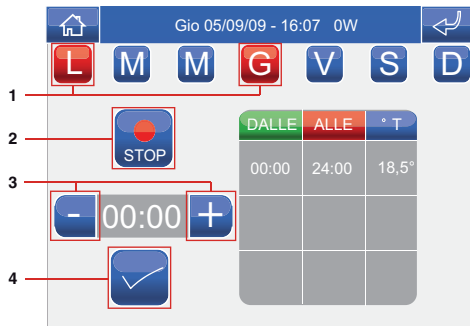 Gio 05/09/09 - 16:07 0W
L M M G V S D
1
2
STOP
DALLE ALLE ° T
00:00 24:00 18,5°
3
- 00:00 +
4